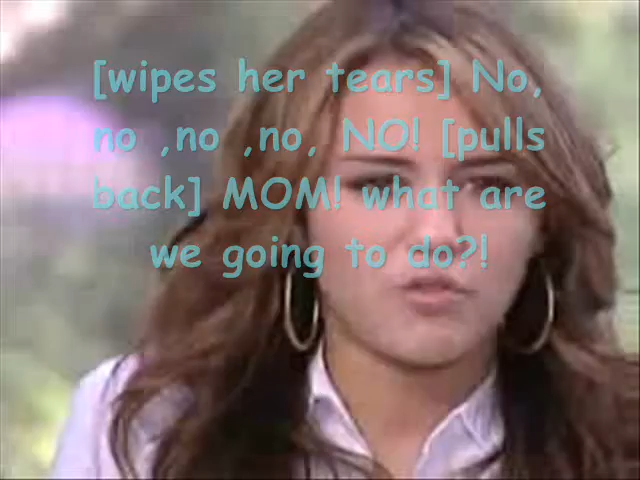 [wipes her tears] No,
no ,no ,no, NO! [pulls
back] MOM! what are
we going to do?!